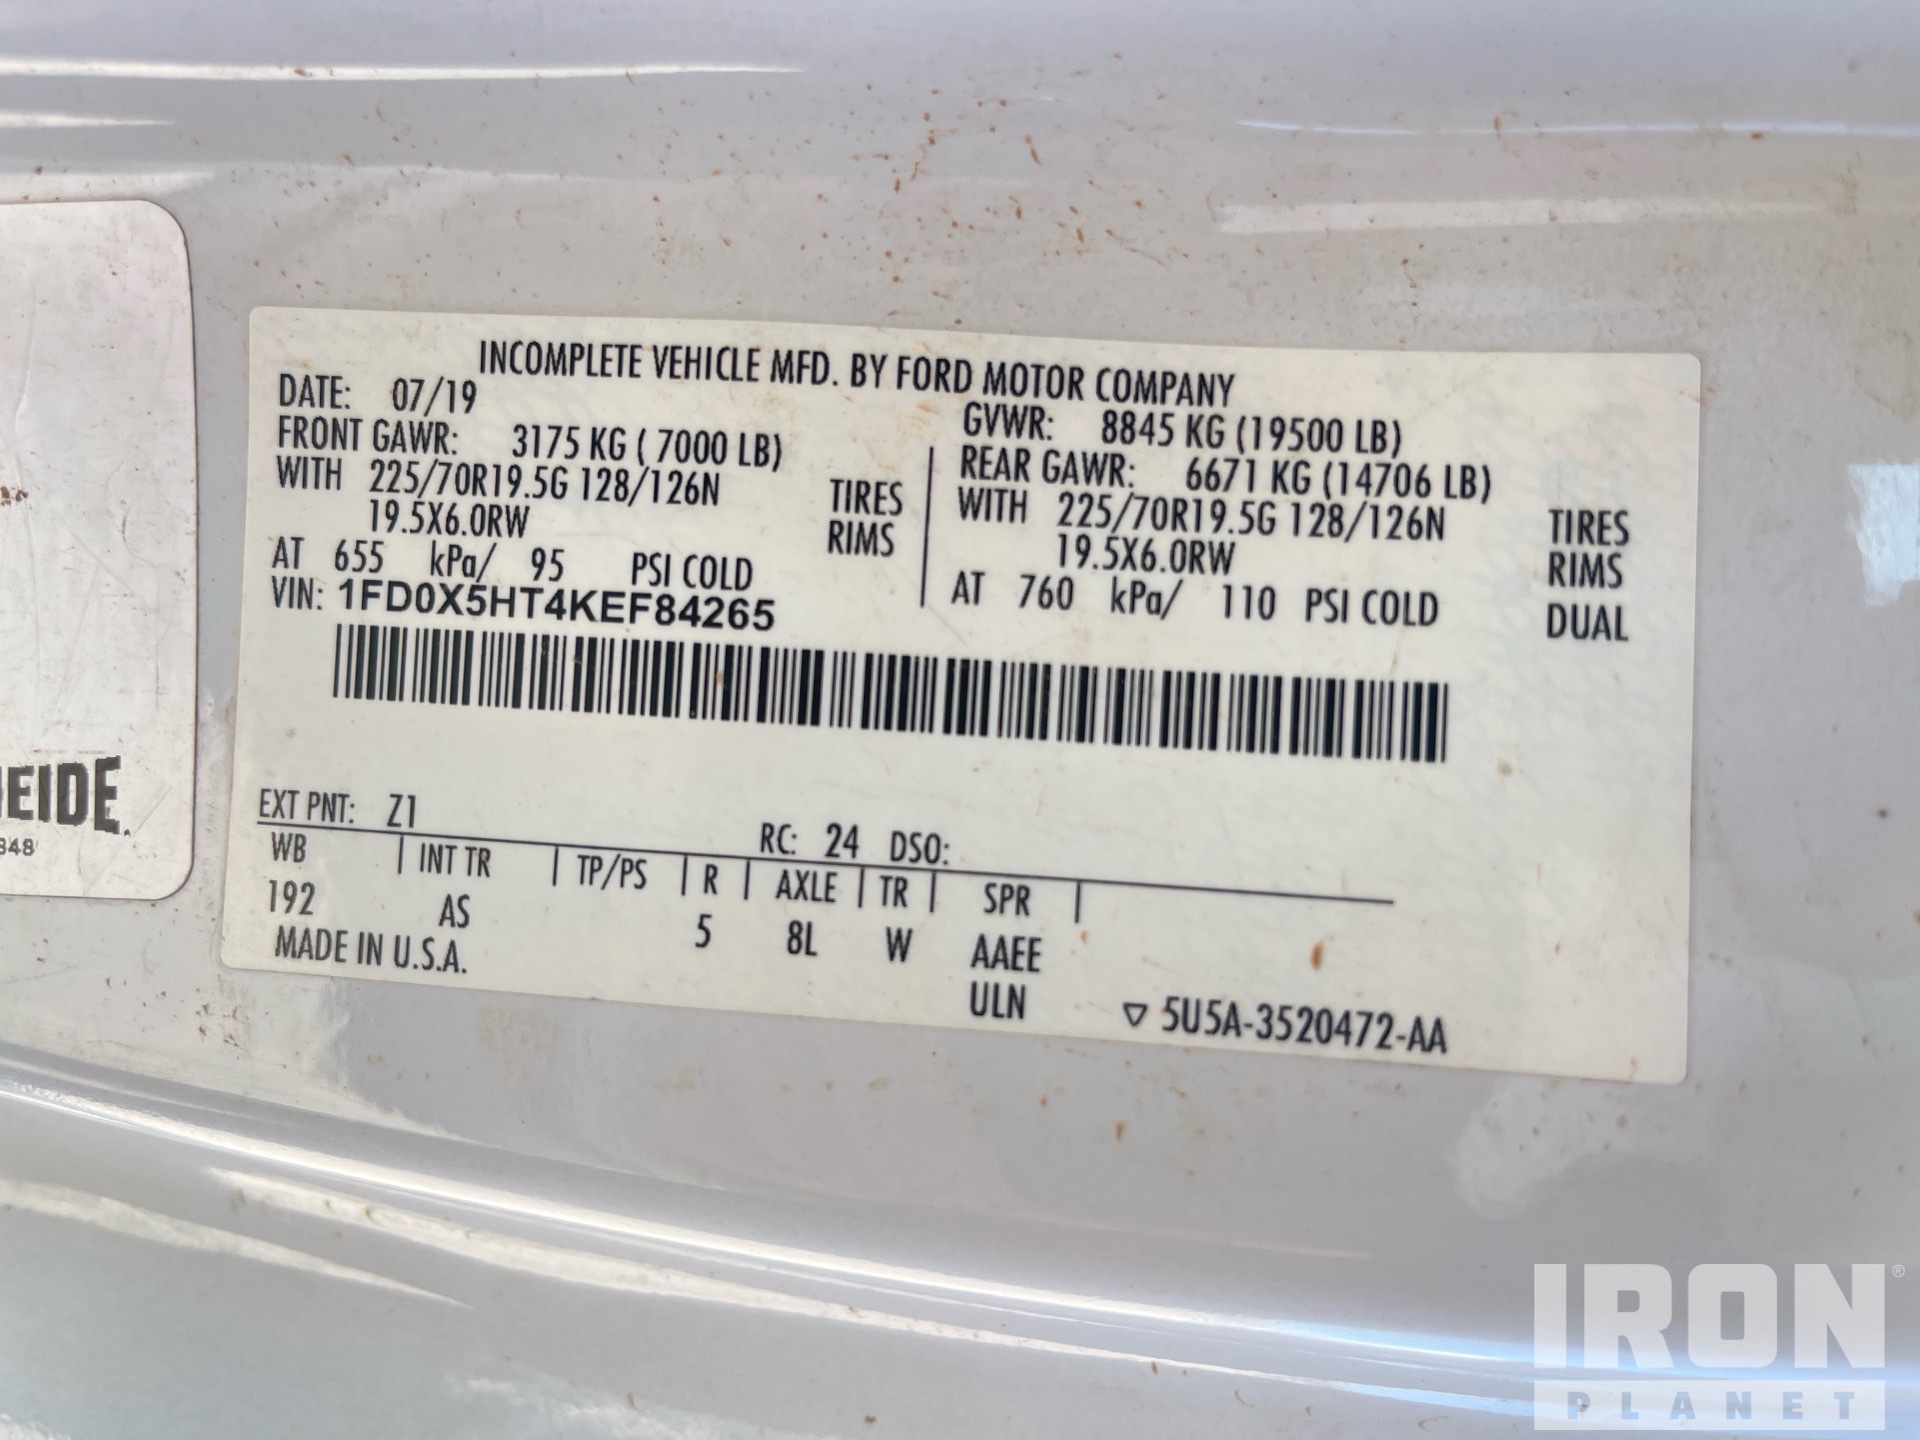 INCOMPLETE VEHICLE MFD. BY FORD MOTOR COMPANY
DATE: 07/19
GVWR: 8845 KG (19500 LB)
FRONT GAWR: 3175 KG ( 7000 LB)
REAR GAWR: 6671 KG (14706 LB)
WITH 225/70R19.5G 128/126N TIRES
WITH 225/70R19.5G 128/126N TIRES
19.5X6.0RW RIMS
19.5X6.0RW RIMS
AT 655 kPa/ 95 PSI COLD
AT 760 kPa/ 110 PSI COLD DUAL
VIN: 1FD0X5HT4KEF84265
EXT PNT: Z1 RC: 24 DSO:
WB | INT TR | TP/PS | R | AXLE | TR | SPR |
192 AS 5 8L W AAEE
MADE IN U.S.A. ULN ▽ 5U5A-3520472-AA
EIDE.
848
IRON®
PLANET